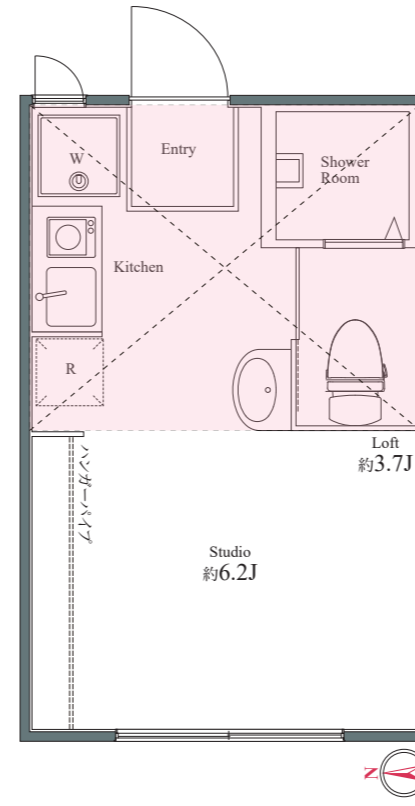 W
Entry
Shower
Room
Kitchen
R
Loft
約3.7J
ハンガーパイプ
Studio
約6.2J
N